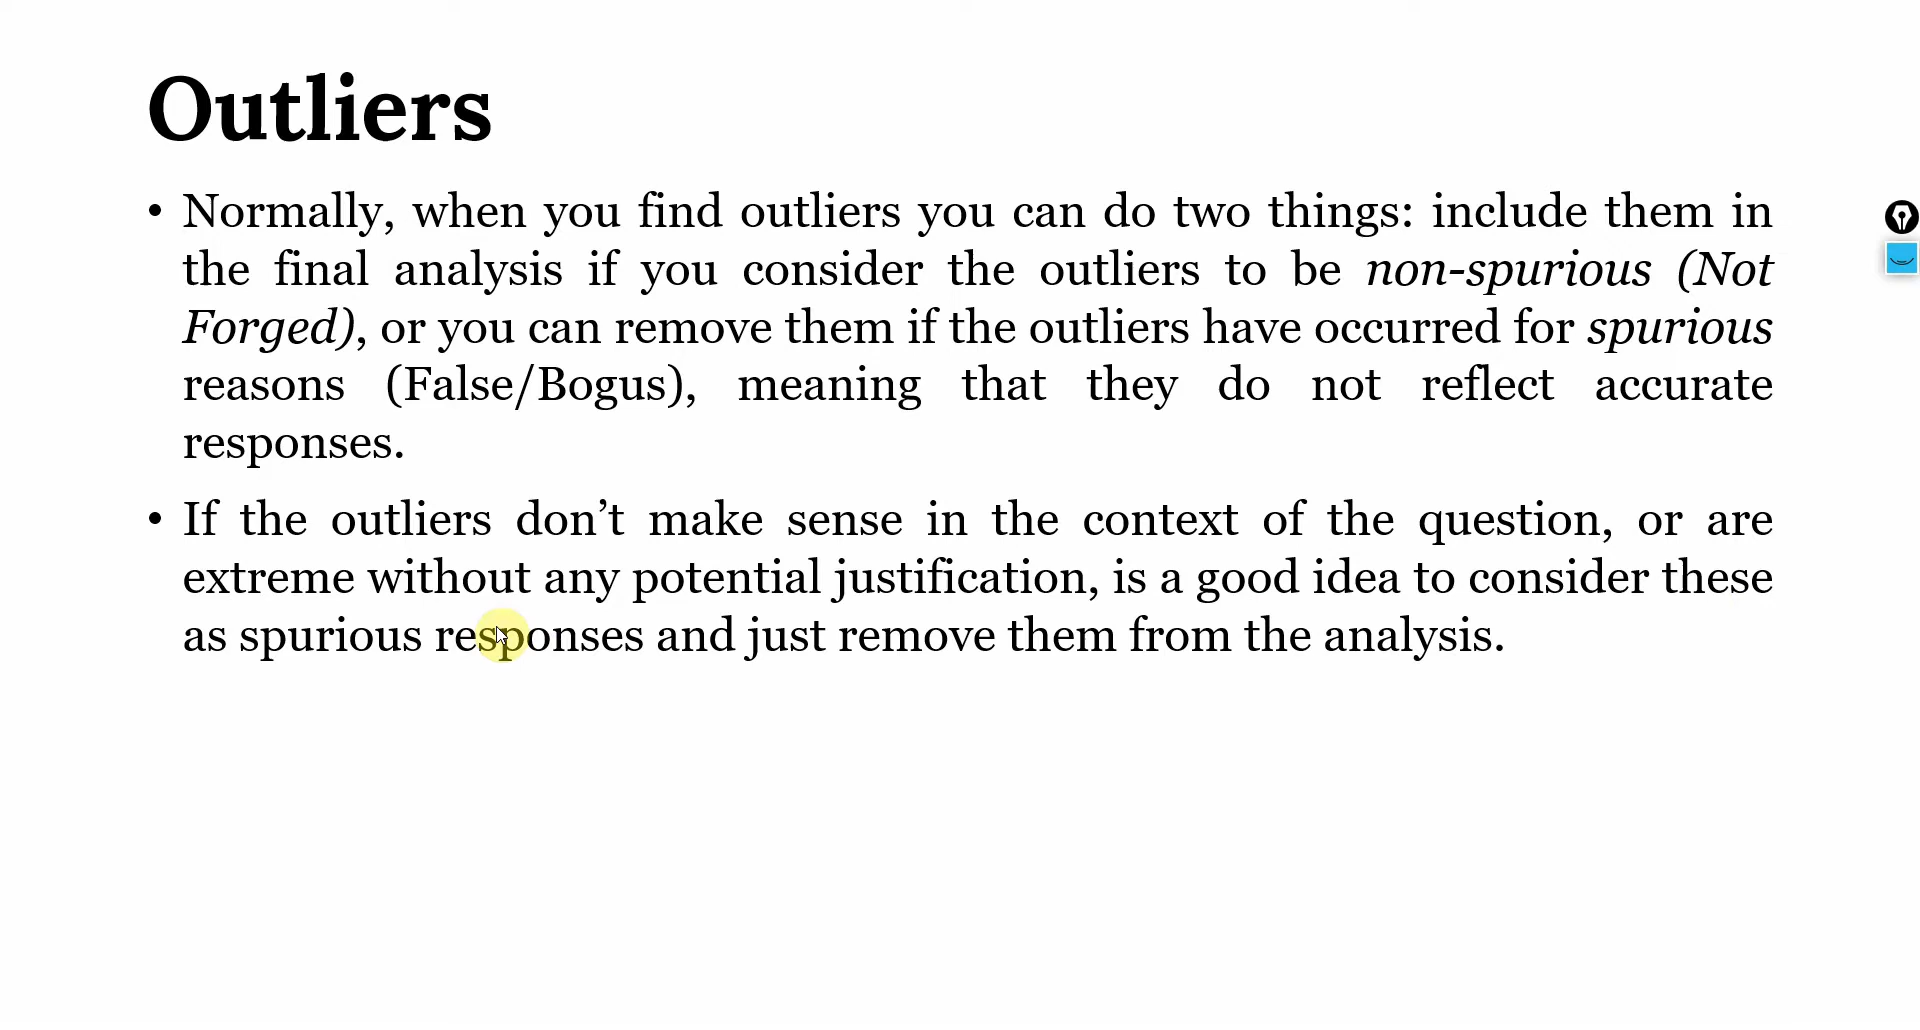 Outliers
• Normally, when you find outliers you can do two things: include them in
the final analysis if you consider the outliers to be non-spurious (Not
Forged), or you can remove them if the outliers have occurred for spurious
reasons (False/Bogus), meaning that they do not reflect accurate
responses.
• If the outliers don’t make sense in the context of the question, or are
extreme without any potential justification, is a good idea to consider these
as spurious responses and just remove them from the analysis.